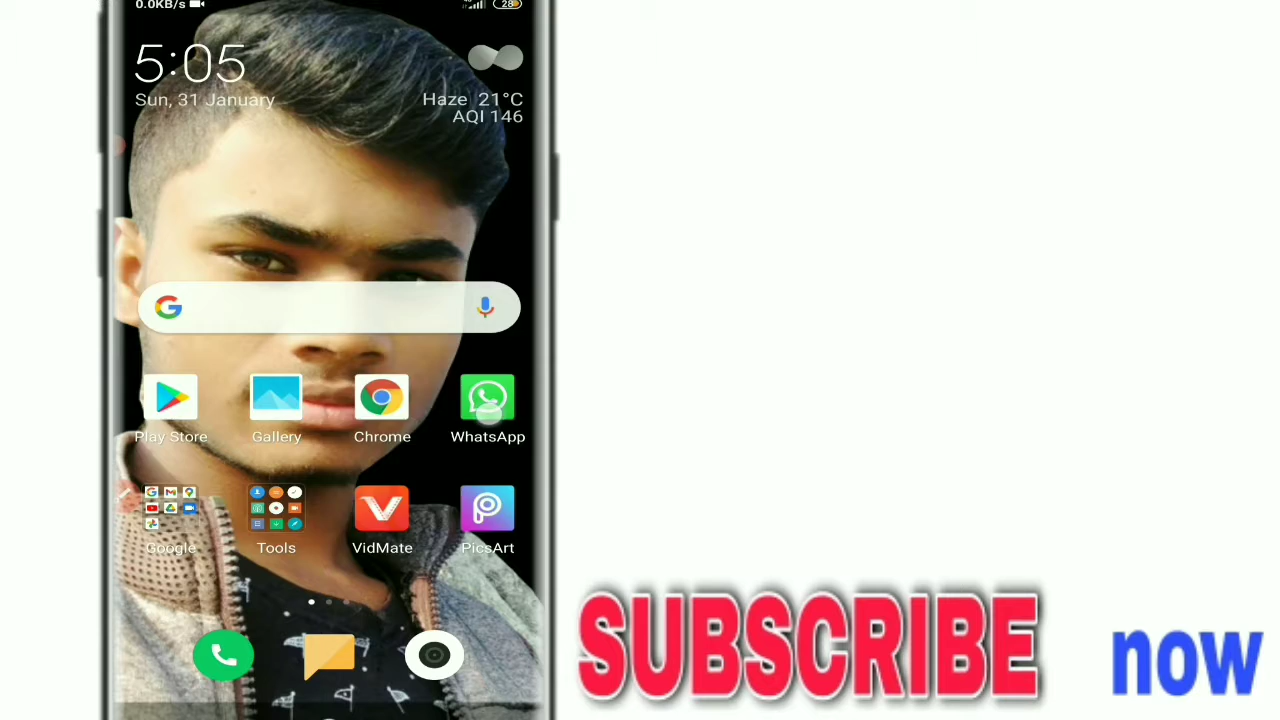 0.0KB/s
28
5:05
Sun, 31 January
Haze 21°C
AQI 146
Play Store
Gallery
Chrome
WhatsApp
Google
Tools
VidMate
PicsArt
SUBSCRIBE now